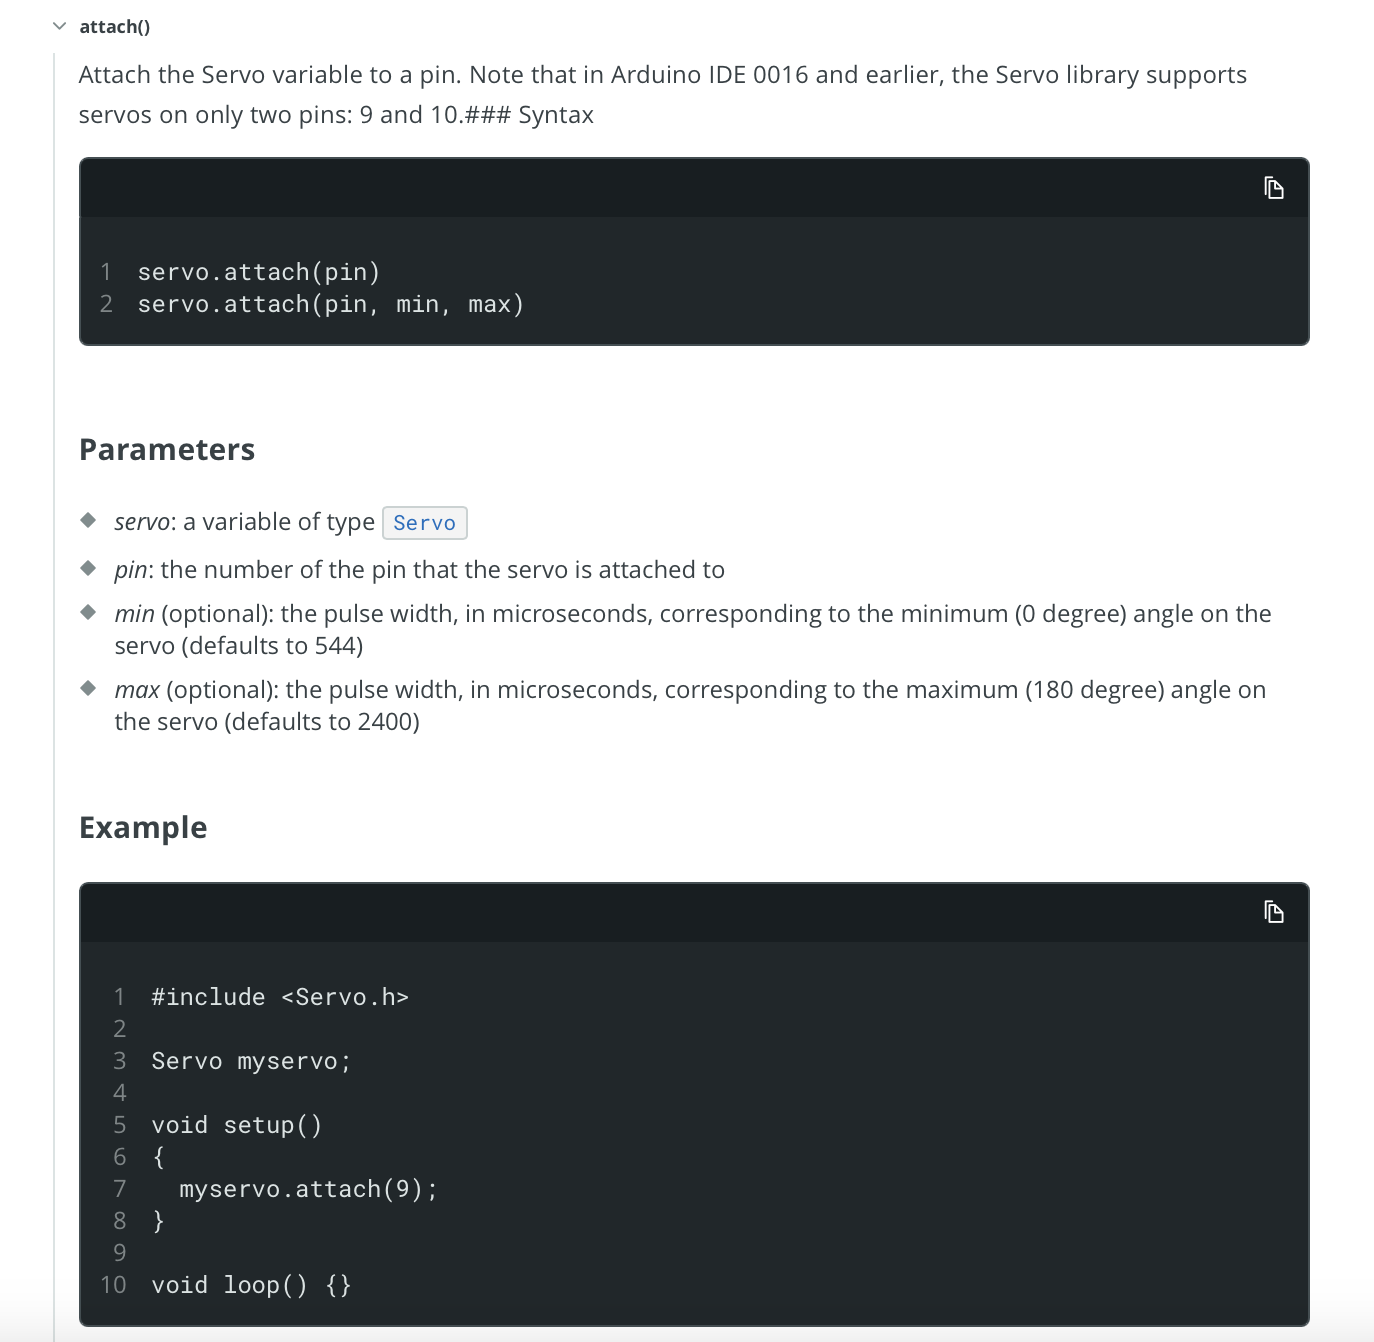 attach()
Attach the Servo variable to a pin. Note that in Arduino IDE 0016 and earlier, the Servo library supports
servos on only two pins: 9 and 10.### Syntax
1 servo.attach(pin)
2 servo.attach(pin, min, max)
Parameters
servo: a variable of type Servo
pin: the number of the pin that the servo is attached to
min (optional): the pulse width, in microseconds, corresponding to the minimum (0 degree) angle on the
servo (defaults to 544)
max (optional): the pulse width, in microseconds, corresponding to the maximum (180 degree) angle on
the servo (defaults to 2400)
Example
1 #include <Servo.h>
2
3 Servo myservo;
4
5 void setup()
6 {
7   myservo.attach(9);
8 }
9
10 void loop() {}